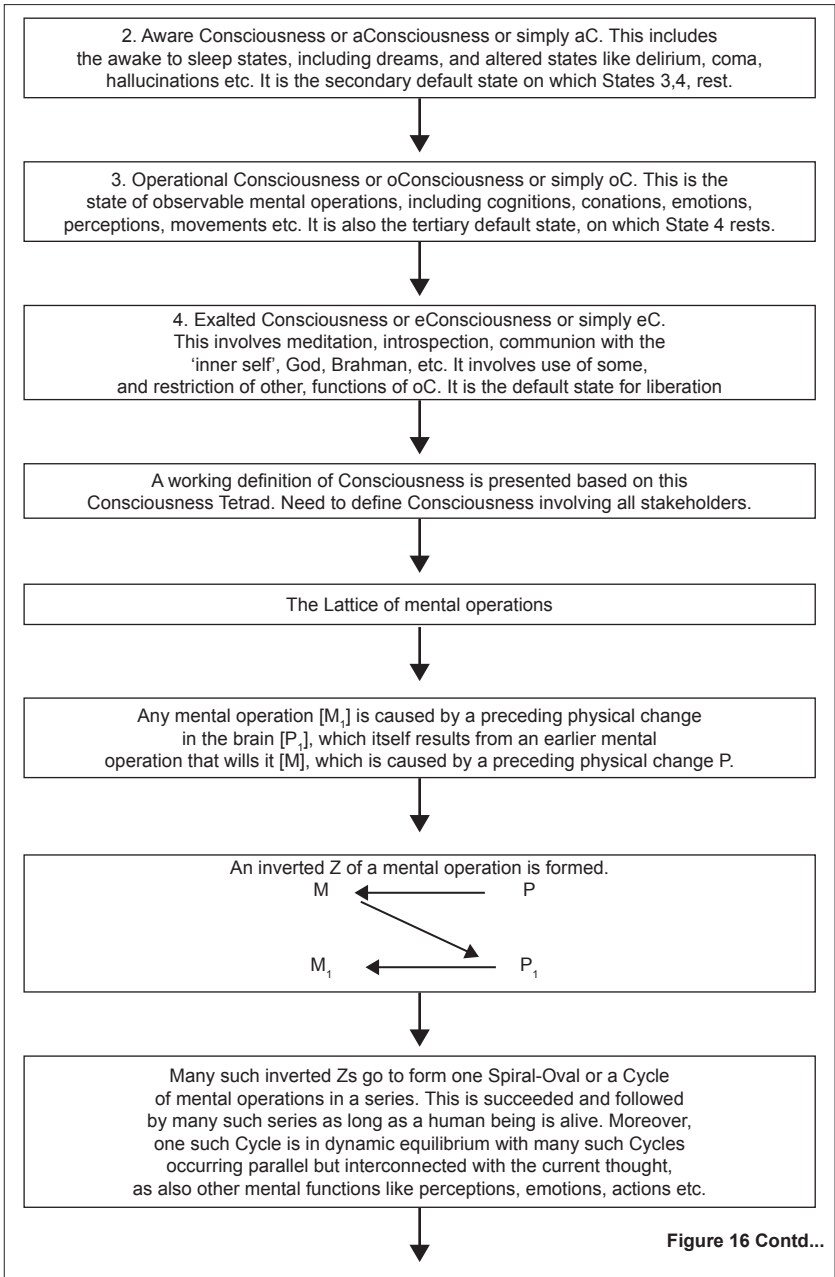 2. Aware Consciousness or aConsciousness or simply aC. This includes
the awake to sleep states, including dreams, and altered states like delirium, coma,
hallucinations etc. It is the secondary default state on which States 3,4, rest.
3. Operational Consciousness or oConsciousness or simply oC. This is the
state of observable mental operations, including cognitions, conations, emotions,
perceptions, movements etc. It is also the tertiary default state, on which State 4 rests.
4. Exalted Consciousness or eConsciousness or simply eC.
This involves meditation, introspection, communion with the
‘inner self’, God, Brahman, etc. It involves use of some,
and restriction of other, functions of oC. It is the default state for liberation
A working definition of Consciousness is presented based on this
Consciousness Tetrad. Need to define Consciousness involving all stakeholders.
The Lattice of mental operations
Any mental operation [M₁] is caused by a preceding physical change
in the brain [P₁], which itself results from an earlier mental
operation that wills it [M], which is caused by a preceding physical change P.
An inverted Z of a mental operation is formed.
M P
M₁ P₁
Many such inverted Zs go to form one Spiral-Oval or a Cycle
of mental operations in a series. This is succeeded and followed
by many such series as long as a human being is alive. Moreover,
one such Cycle is in dynamic equilibrium with many such Cycles
occurring parallel but interconnected with the current thought,
as also other mental functions like perceptions, emotions, actions etc.
Figure 16 Contd...